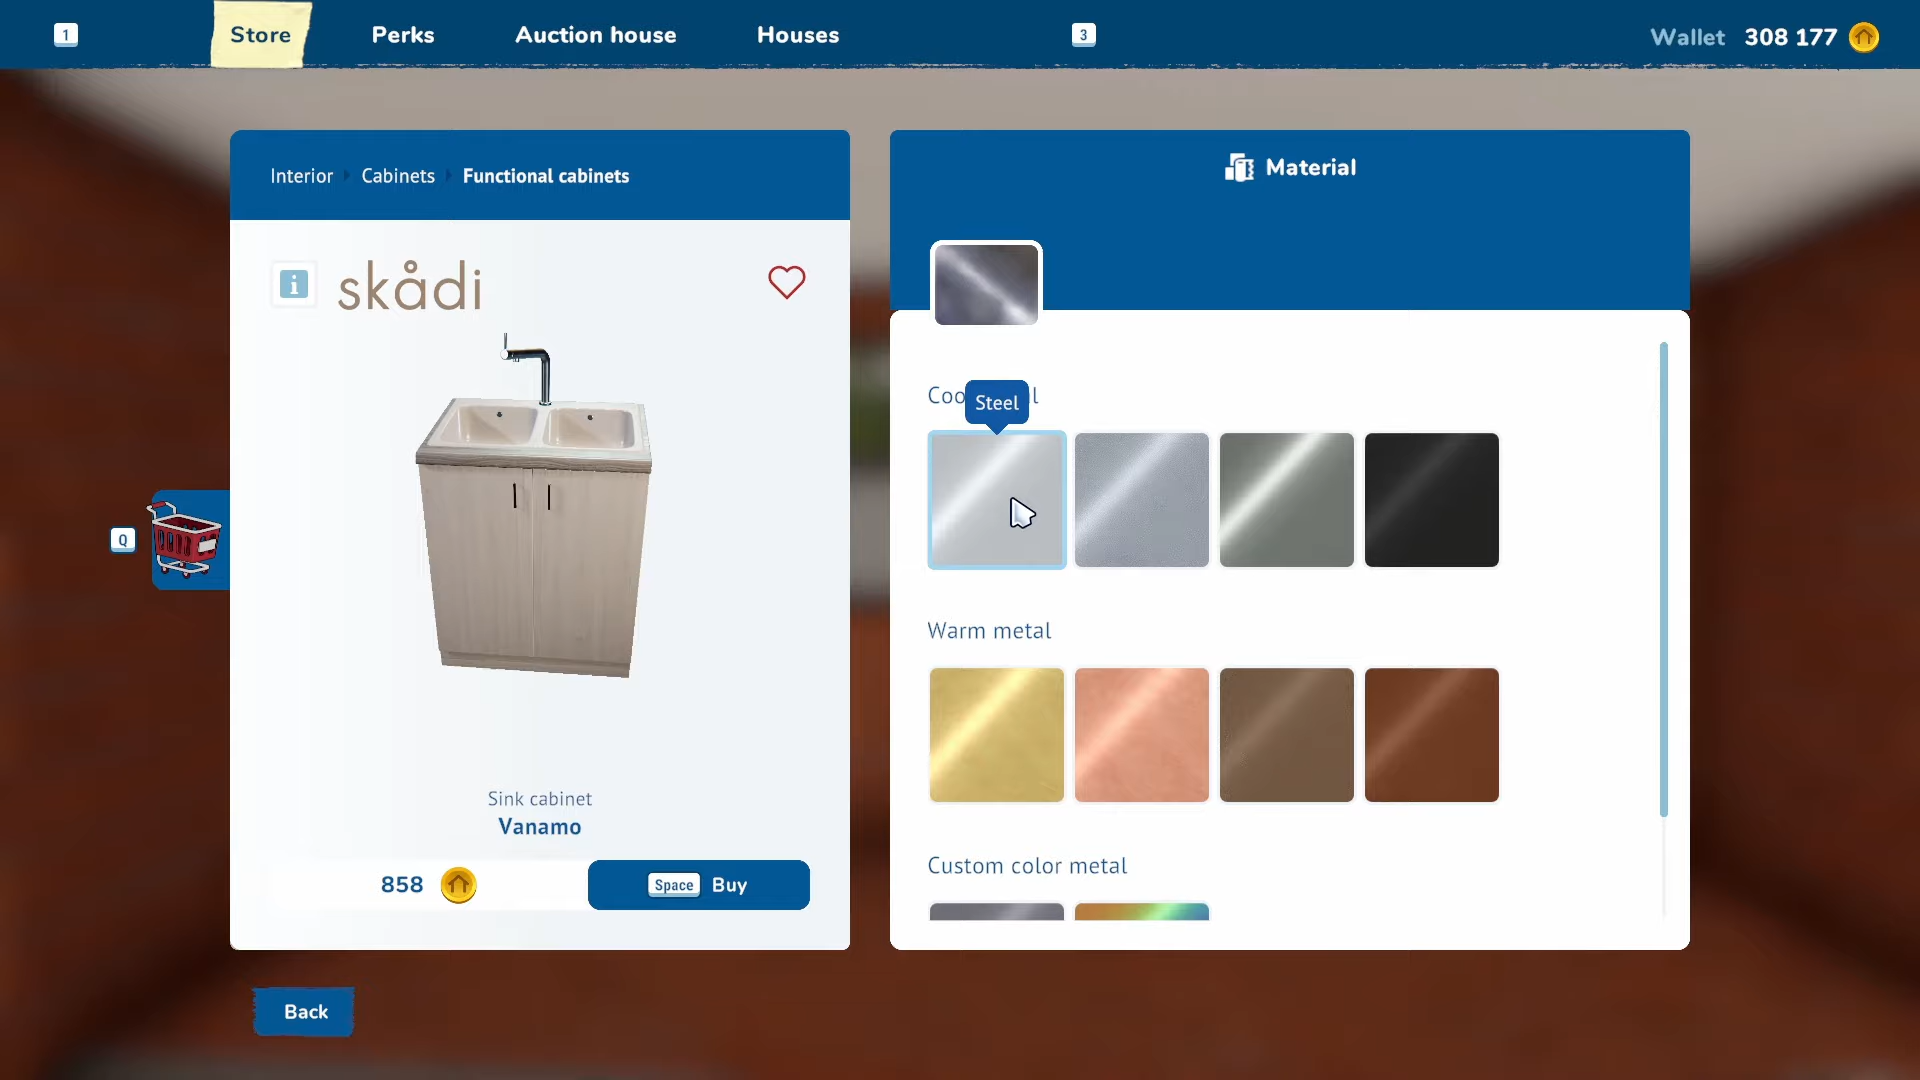 1
Store
Perks
Auction house
Houses
3
Wallet 308 177
Interior
Cabinets
Functional cabinets
i
skådi
Sink cabinet
Vanamo
858
Space
Buy
Q
Back
Material
Steel
Warm metal
Custom color metal